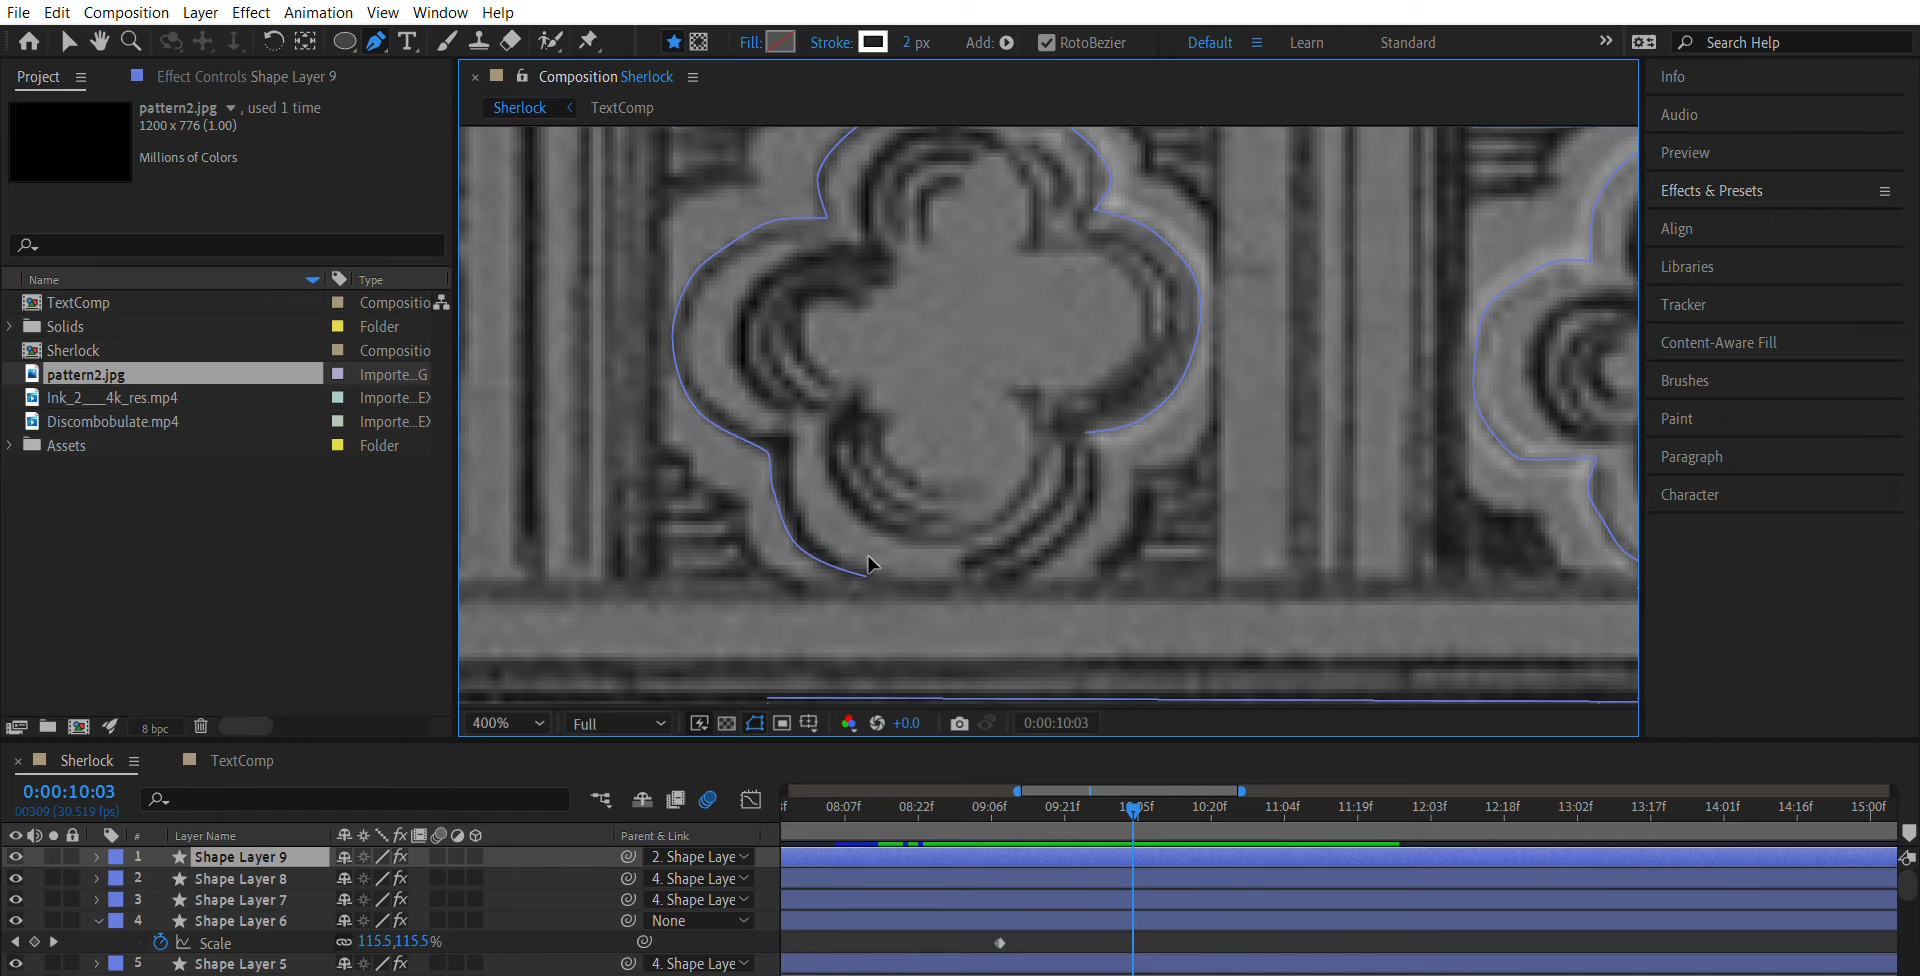 File Edit Composition Layer Effect Animation View Window Help
Fill: Stroke: 2 px Add: RotoBezier Default Learn Standard Search Help
Project Effect Controls Shape Layer 9
pattern2.jpg , used 1 time
1200 x 776 (1.00)
Millions of Colors
Name Type
TextComp Compositio
Solids Folder
Sherlock Compositio
pattern2.jpg Importe...G
Ink_2___4k_res.mp4 Importe...EX
Discombobulate.mp4 Importe...EX
Assets Folder
8 bpc
Composition Sherlock
Sherlock TextComp
400% Full +0.0 0:00:10:03
Info
Audio
Preview
Effects & Presets
Align
Libraries
Tracker
Content-Aware Fill
Brushes
Paint
Paragraph
Character
Sherlock TextComp
0:00:10:03
00309 (30.519 fps)
08:07f 08:22f 09:06f 09:21f 10:05f 10:20f 11:04f 11:19f 12:03f 12:18f 13:02f 13:17f 14:01f 14:16f 15:00f
# Layer Name Parent & Link
1 Shape Layer 9 2. Shape Laye
2 Shape Layer 8 4. Shape Laye
3 Shape Layer 7 4. Shape Laye
4 Shape Layer 6 None
Scale 115.5,115.5%
5 Shape Layer 5 4. Shape Laye